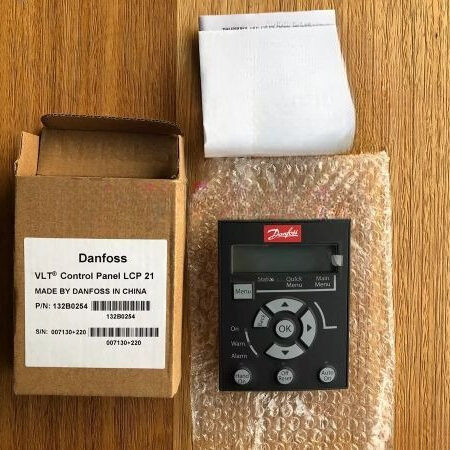 Danfoss
VLT® Control Panel LCP 21
MADE BY DANFOSS IN CHINA
P/N: 132B0254
132B0254
S/N: 007130+220
007130+220
Danfoss
Status
Quick
Menu
Main
Menu
Menu
Back
OK
On
Warn.
Alarm
Hand
On
Off
Reset
Auto
On